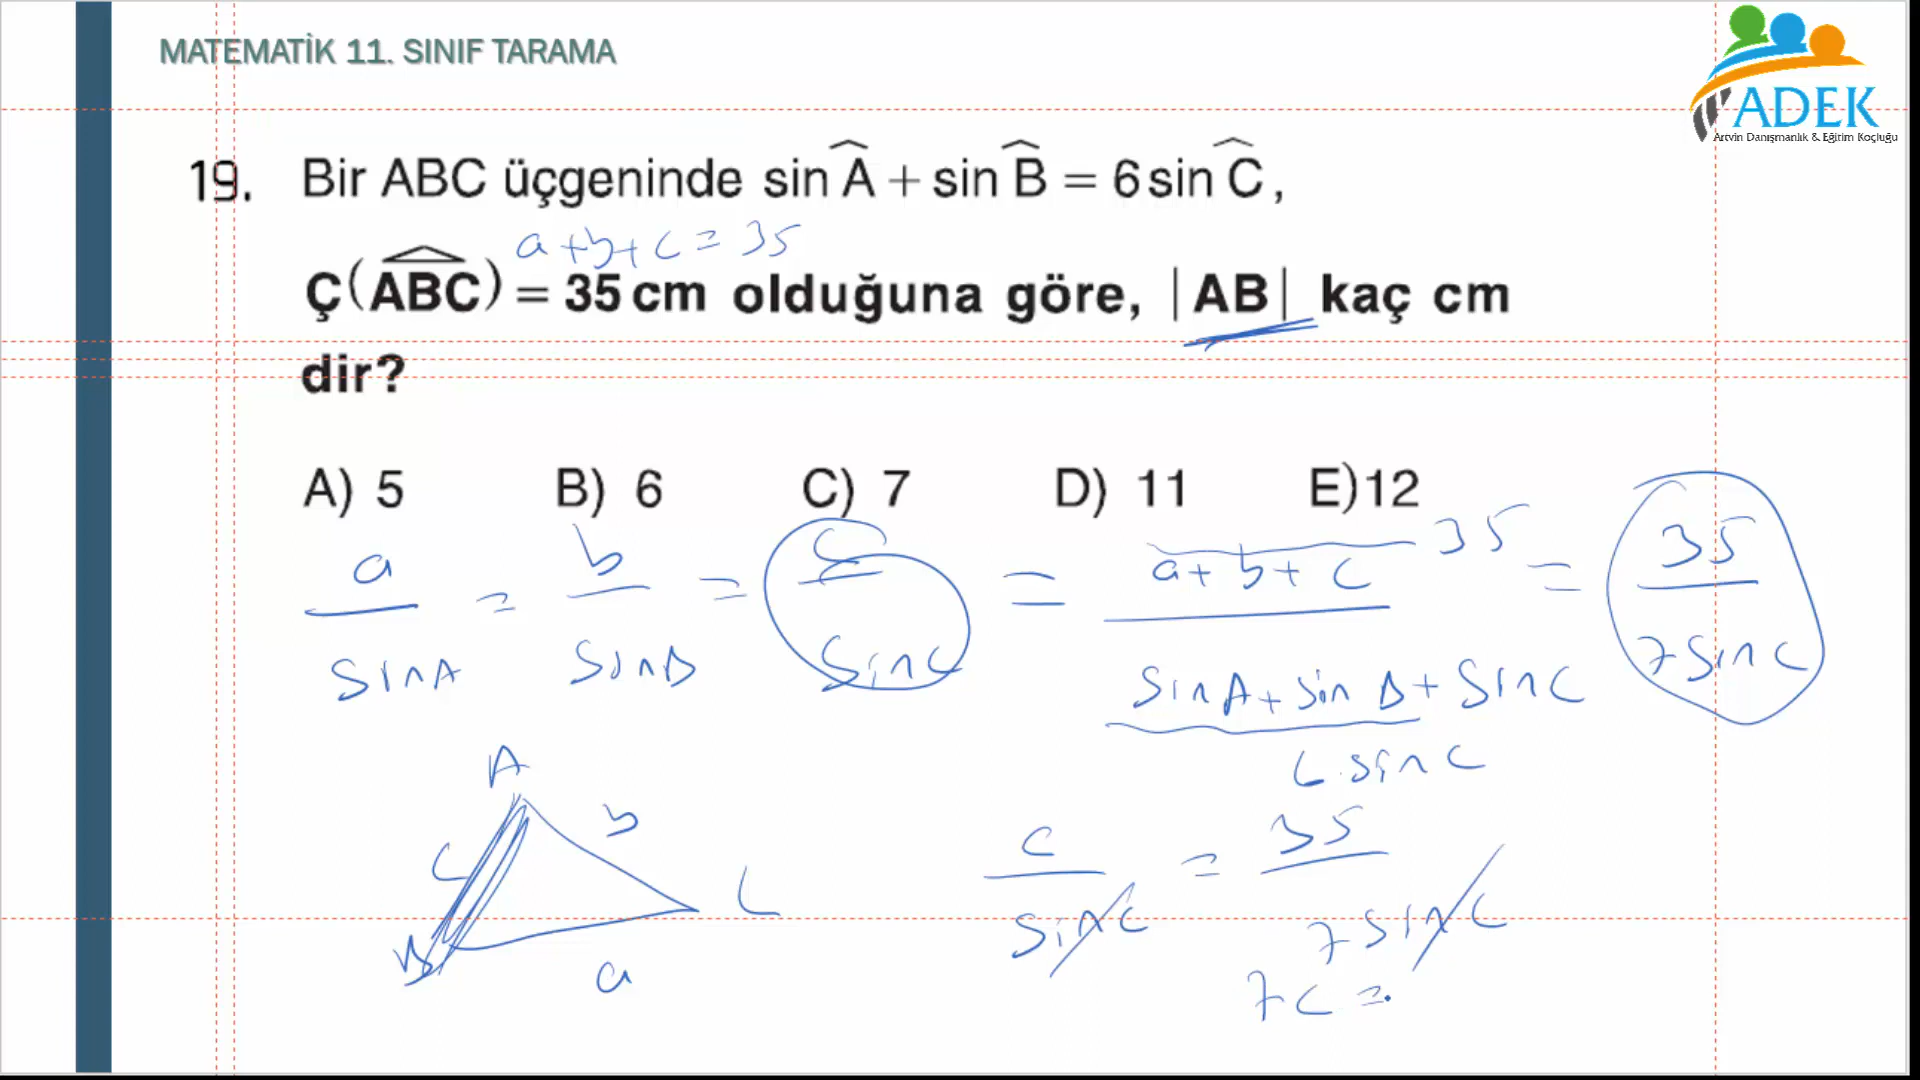 MATEMATİK 11. SINIF TARAMA
ADEK
Artvin Danışmanlık & Eğitim Koçluğu
19. Bir ABC üçgeninde sin Â + sin B̂ = 6 sin Ĉ,
a+b+c = 35
Ç(ABC) = 35 cm olduğuna göre, |AB| kaç cm
dir?
A) 5 B) 6 C) 7 D) 11 E) 12
a/sinA = b/sinB = c/sinC = a+b+c/sinA+sinB+sinC = 35/7sinC
35
6.sinC
A
b
c
C
B
a
c/sinC = 35/7sinC
7c =